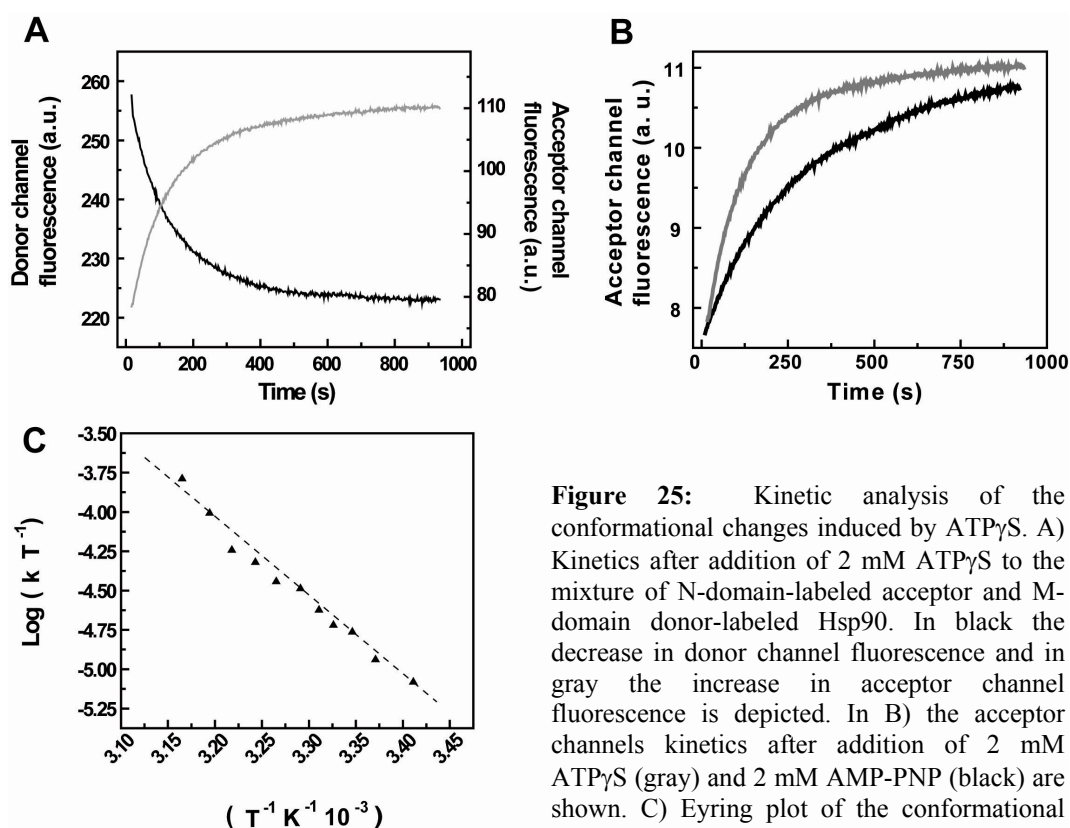 A
Donor channel
fluorescence (a.u.)
260
250
240
230
220
110
100
90
80
Acceptor channel
fluorescence (a.u.)
0 200 400 600 800 1000
Time (s)
B
Acceptor channel
fluorescence (a. u.)
11
10
9
8
0 250 500 750 1000
Time (s)
C
Log ( k T⁻¹)
-3.50
-3.75
-4.00
-4.25
-4.50
-4.75
-5.00
-5.25
3.10 3.15 3.20 3.25 3.30 3.35 3.40 3.45
( T⁻¹ K⁻¹ 10⁻³)
Figure 25: Kinetic analysis of the
conformational changes induced by ATPγS. A)
Kinetics after addition of 2 mM ATPγS to the
mixture of N-domain-labeled acceptor and M-
domain donor-labeled Hsp90. In black the
decrease in donor channel fluorescence and in
gray the increase in acceptor channel
fluorescence is depicted. In B) the acceptor
channels kinetics after addition of 2 mM
ATPγS (gray) and 2 mM AMP-PNP (black) are
shown. C) Eyring plot of the conformational